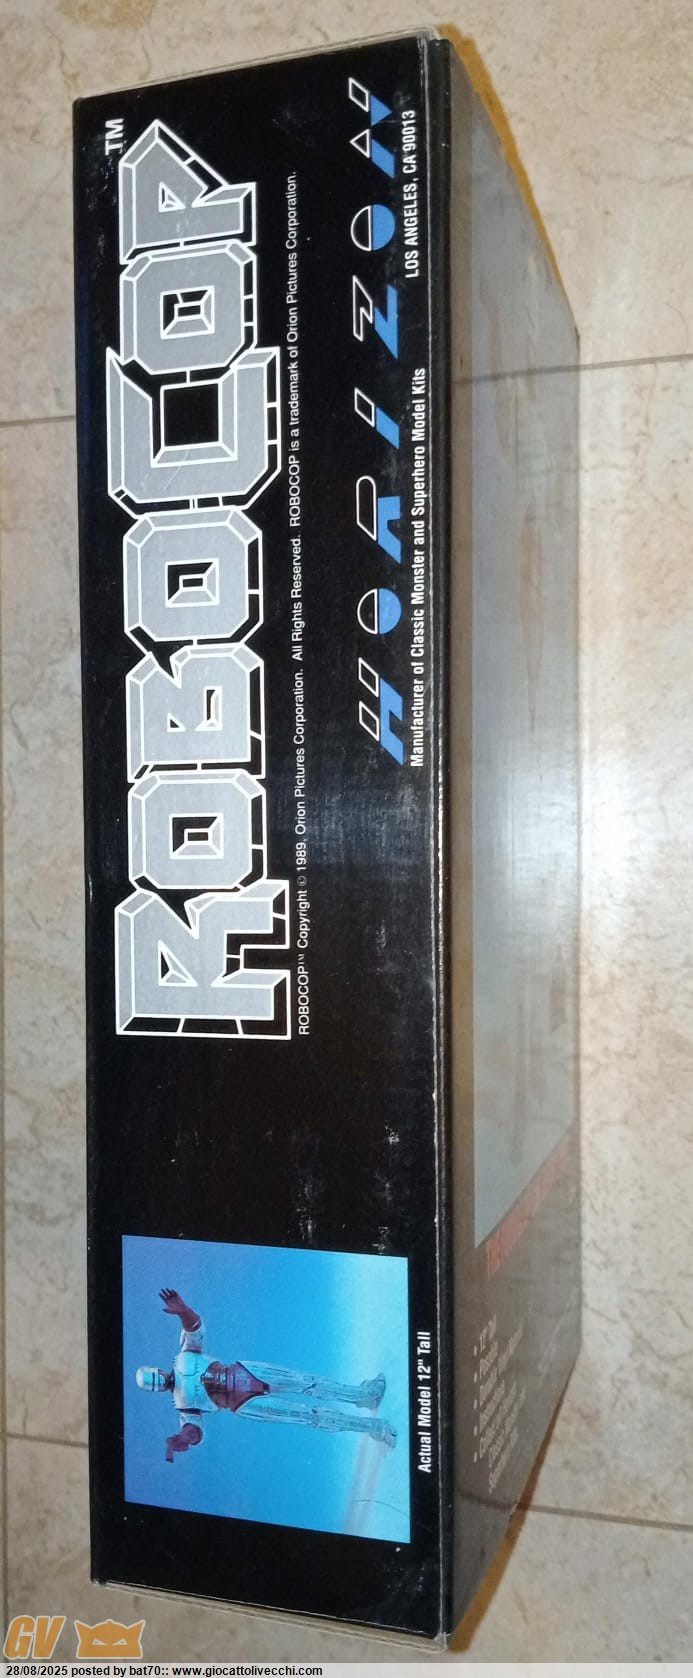 ROBOCOP™
ROBOCOP™ Copyright © 1989, Orion Pictures Corporation. All Rights Reserved. ROBOCOP is a trademark of Orion Pictures Corporation.
HORIZON
LOS ANGELES, CA 90013
Manufacturer of Classic Monster and Superhero Model Kits
Actual Model 12" Tall
GV
28/08/2025 posted by bat70:: www.giocattolivecchi.com